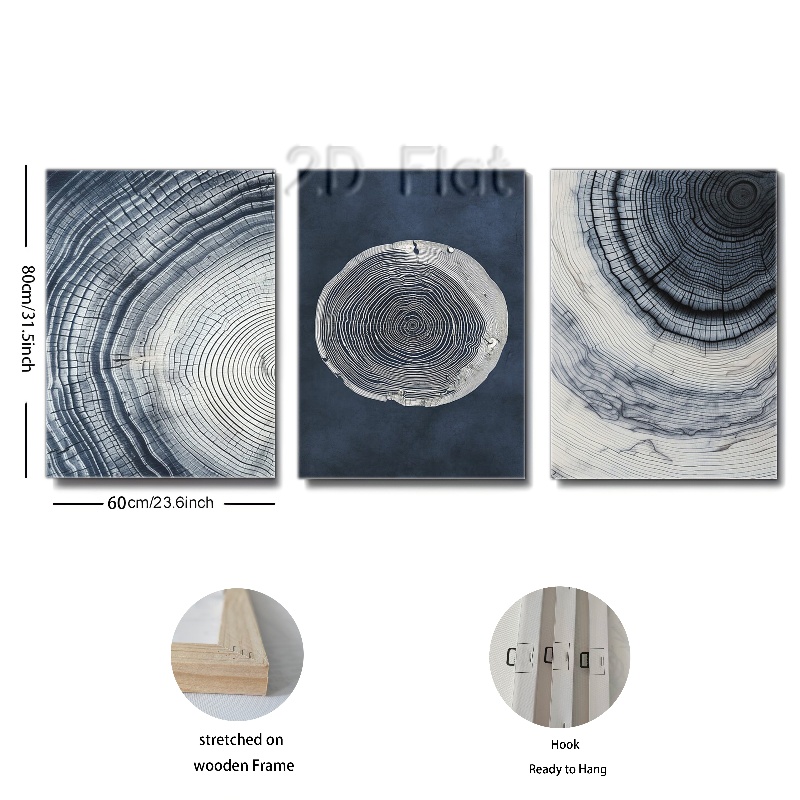 2D Flat
80cm/31.5inch
60cm/23.6inch
stretched on
wooden Frame
Hook
Ready to Hang